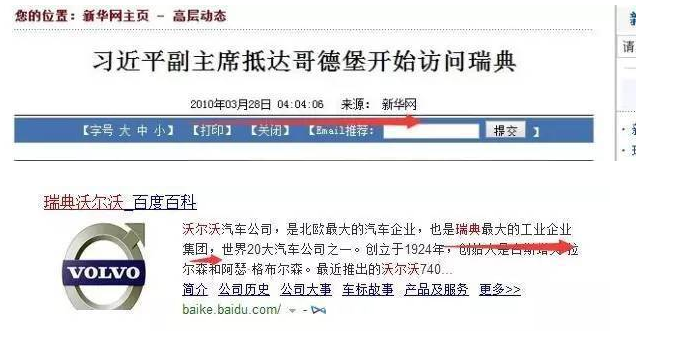 您的位置：新华网主页 - 高层动态
习近平副主席抵达哥德堡开始访问瑞典
2010年03月28日 04:04:06 来源： 新华网
【字号 大 中 小】 【打印】 【关闭】 【Email推荐： 提交 】
新
请
· 新
瑞典沃尔沃_百度百科
VOLVO
沃尔沃汽车公司，是北欧最大的汽车企业，也是瑞典最大的工业企业
集团，世界20大汽车公司之一。创立于1924年，创始人是古斯塔夫·拉
尔森和阿瑟·格布尔森。最近推出的沃尔沃740...
简介 公司历史 公司大事 车标故事 产品及服务 更多>>
baike.baidu.com/